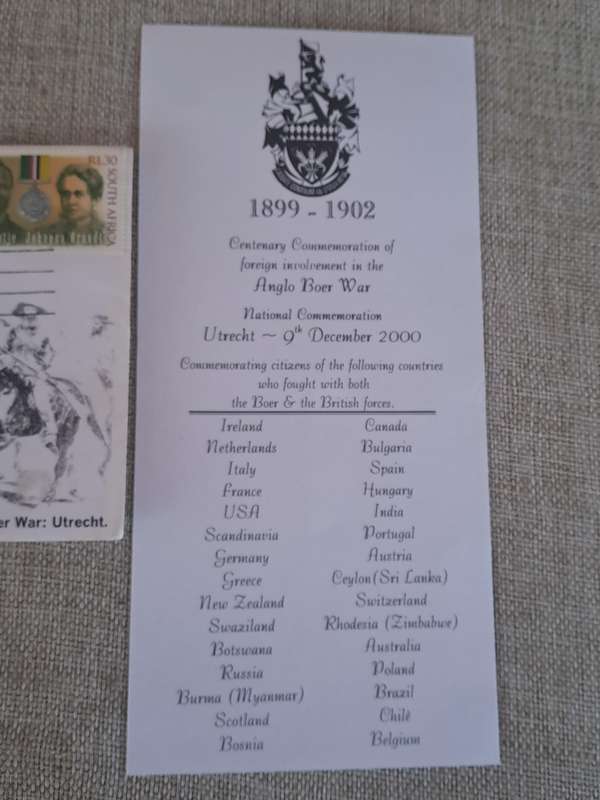 R1.30
SOUTH AFRICA
Johanna Brandt
er War: Utrecht.
1899 - 1902
Centenary Commemoration of
foreign involvement in the
Anglo Boer War
National Commemoration
Utrecht ~ 9th December 2000
Commemorating citizens of the following countries
who fought with both
the Boer & the British forces.
Ireland
Netherlands
Italy
France
USA
Scandinavia
Germany
Greece
New Zealand
Swaziland
Botswana
Russia
Burma (Myanmar)
Scotland
Bosnia
Canada
Bulgaria
Spain
Hungary
India
Portugal
Austria
Ceylon(Sri Lanka)
Switzerland
Rhodesia (Zimbabwe)
Australia
Poland
Brazil
Chile
Belgium